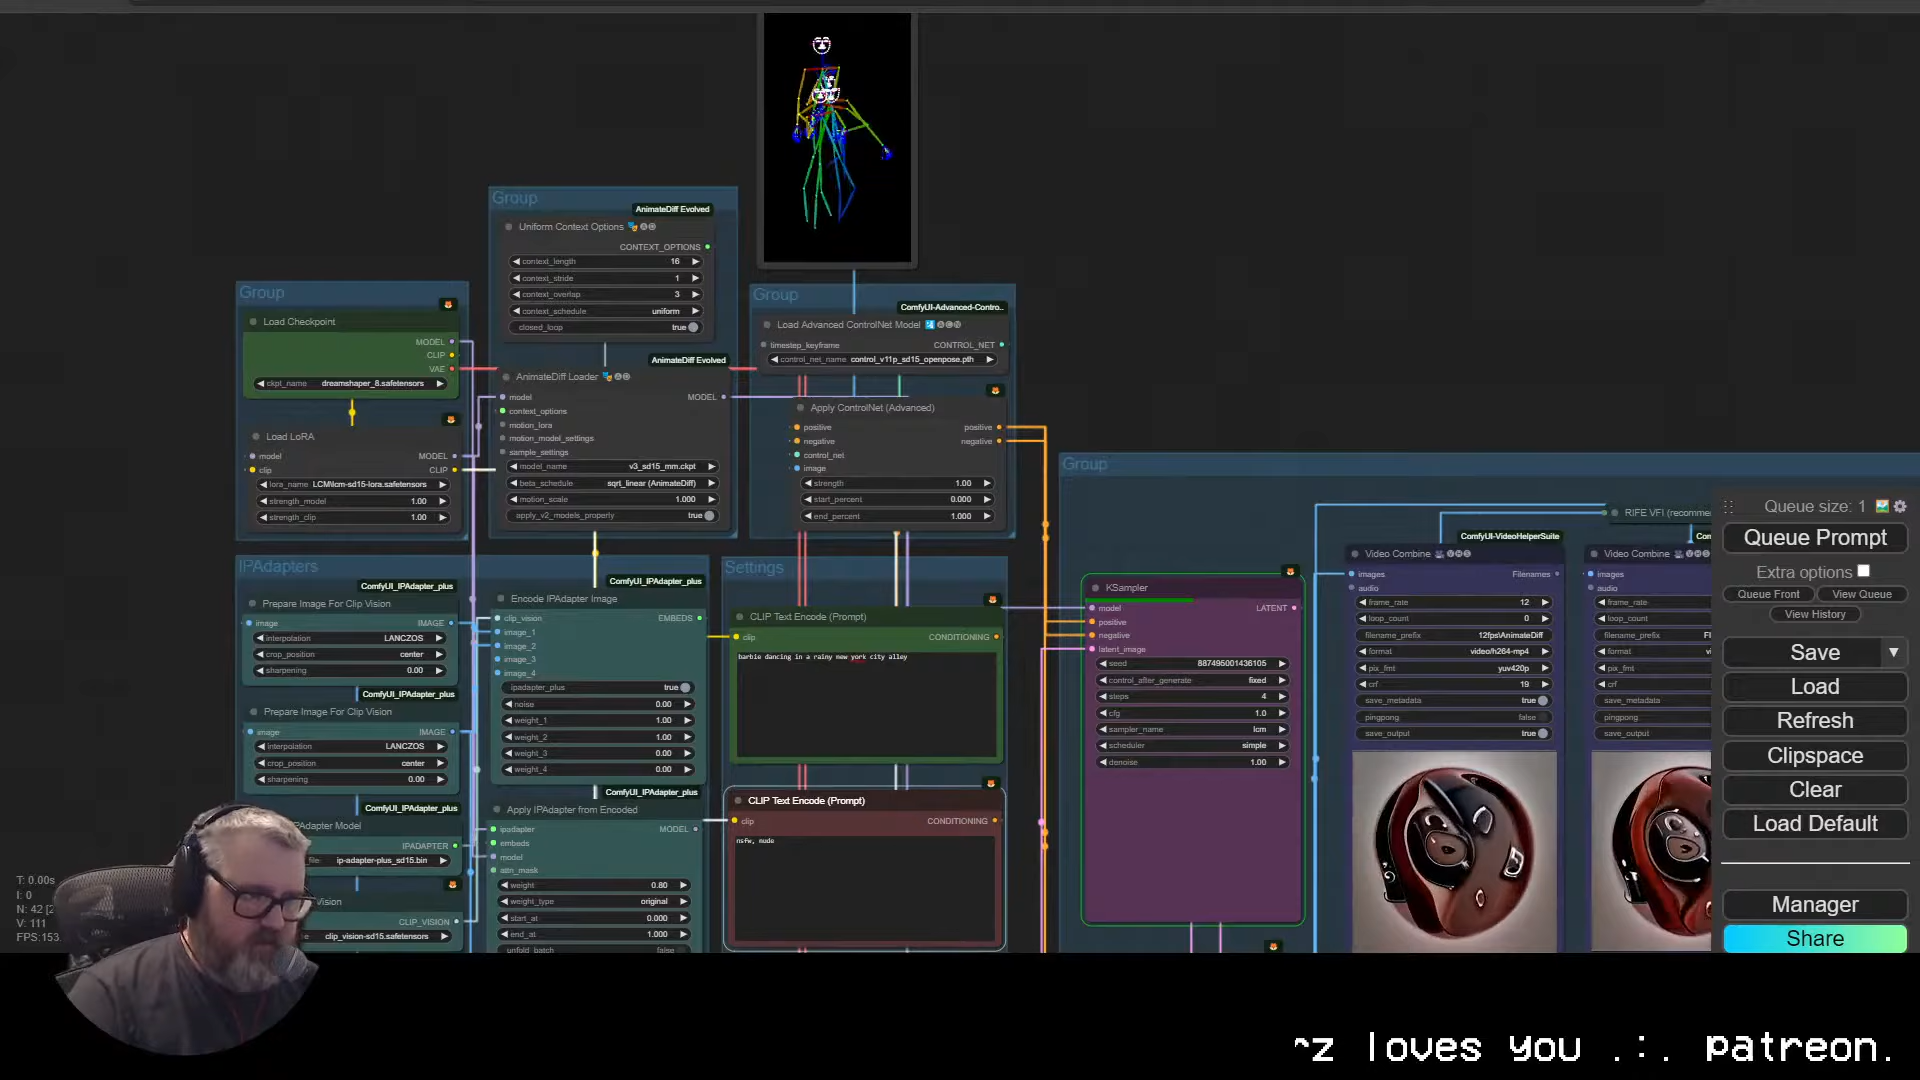 Group
AnimateDiff Evolved
Uniform Context Options
CONTEXT_OPTIONS
context_length 16
context_stride 1
context_overlap 3
context_schedule uniform
closed_loop true
Group
Load Checkpoint
MODEL
CLIP
VAE
ckpt_name dreamshaper_8.safetensors
Load LoRA
model MODEL
clip CLIP
lora_name LCM\lcm-sd15-lora.safetensors
strength_model 1.00
strength_clip 1.00
AnimateDiff Evolved
AnimateDiff Loader
model MODEL
context_options
motion_lora
motion_model_settings
sample_settings
model_name v3_sd15_mm.ckpt
beta_schedule sqrt_linear (AnimateDiff)
motion_scale 1.000
apply_v2_models_properly true
Group
ComfyUI-Advanced-Contro..
Load Advanced ControlNet Model
timestep_keyframe CONTROL_NET
control_net_name control_v11p_sd15_openpose.pth
Apply ControlNet (Advanced)
positive positive
negative negative
control_net
image
strength 1.00
start_percent 0.000
end_percent 1.000
IPAdapters
ComfyUI_IPAdapter_plus
Prepare Image For Clip Vision
image IMAGE
interpolation LANCZOS
crop_position center
sharpening 0.00
ComfyUI_IPAdapter_plus
Prepare Image For Clip Vision
image IMAGE
interpolation LANCZOS
crop_position center
sharpening 0.00
ComfyUI_IPAdapter_plus
Adapter Model
IPADAPTER
ip-adapter-plus_sd15.bin
Vision
CLIP_VISION
clip_vision-sd15.safetensors
ComfyUI_IPAdapter_plus
Encode IPAdapter Image
clip_vision EMBEDS
image_1
image_2
image_3
image_4
ipadapter_plus true
noise 0.00
weight_1 1.00
weight_2 1.00
weight_3 0.00
weight_4 0.00
ComfyUI_IPAdapter_plus
Apply IPAdapter from Encoded
ipadapter MODEL
embeds
model
attn_mask
weight 0.80
weight_type original
start_at 0.000
end_at 1.000
unfold_batch false
Settings
CLIP Text Encode (Prompt)
clip CONDITIONING
barbie dancing in a rainy new york city alley
CLIP Text Encode (Prompt)
clip CONDITIONING
nsfw, nude
Group
KSampler
model LATENT
positive
negative
latent_image
seed 887495001436105
control_after_generate fixed
steps 4
cfg 1.0
sampler_name lcm
scheduler simple
denoise 1.00
RIFE VFI (recomme
ComfyUI-VideoHelperSuite
Video Combine
images Filenames
audio
frame_rate 12
loop_count 0
filename_prefix 12fps\AnimateDiff
format video/h264-mp4
pix_fmt yuv420p
crf 19
save_metadata true
pingpong false
save_output true
Com
Video Combine
images
audio
frame_rate
loop_count
filename_prefix
format
pix_fmt
crf
save_metadata
pingpong
save_output
Queue size: 1
Queue Prompt
Extra options
Queue Front View Queue
View History
Save
Load
Refresh
Clipspace
Clear
Load Default
Manager
Share
T: 0.00s
I: 0
N: 42 [2
V: 111
FPS:153
~z loves you .:. patreon.